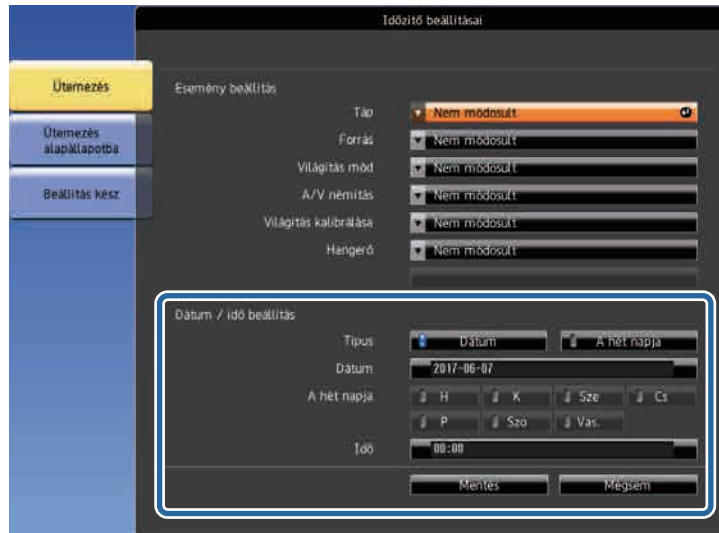 Időzítő beállításai
Ütemezés
Ütemezés alapállapotba
Beállítás kész
Esemény beállítás
Táp Nem módosult
Forrás Nem módosult
Világítás mód Nem módosult
A/V némítás Nem módosult
Világítás kalibrálása Nem módosult
Hangerő Nem módosult
Dátum / idő beállítás
Típus Dátum A hét napja
Dátum 2017-06-07
A hét napja H K Sze Cs
P Szo Vas.
Idő 00:00
Mentés Mégsem